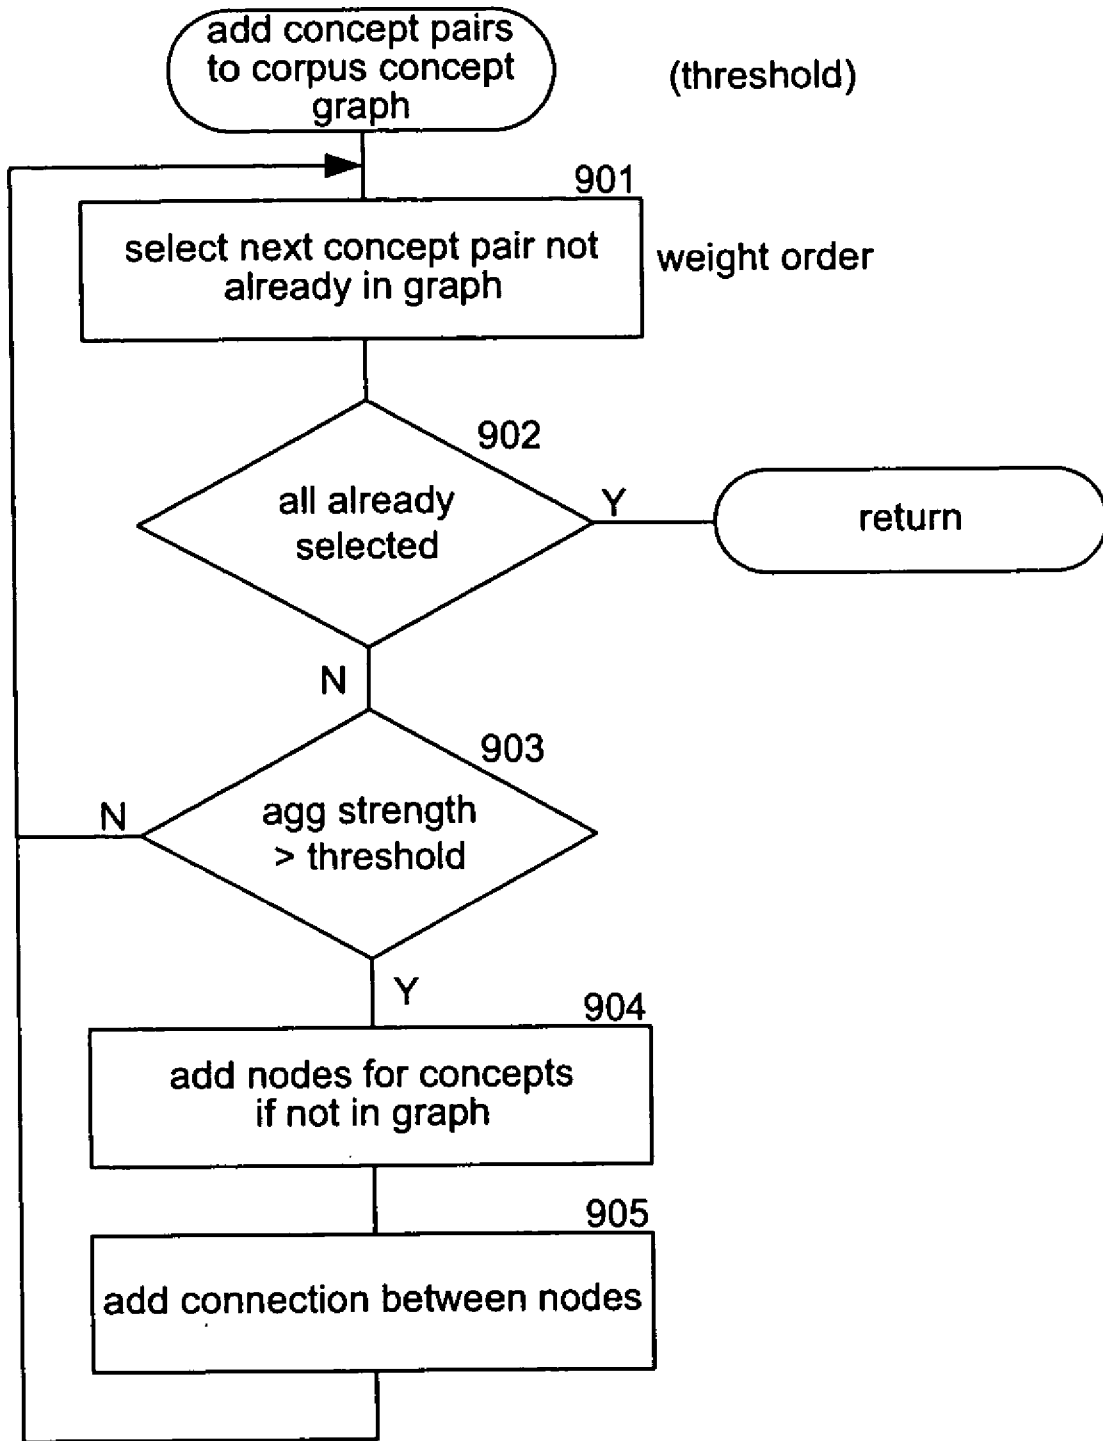 add concept pairs
to corpus concept
graph
(threshold)
901
select next concept pair not
already in graph
weight order
902
all already
selected
Y
return
N
903
agg strength
> threshold
N
Y
904
add nodes for concepts
if not in graph
905
add connection between nodes